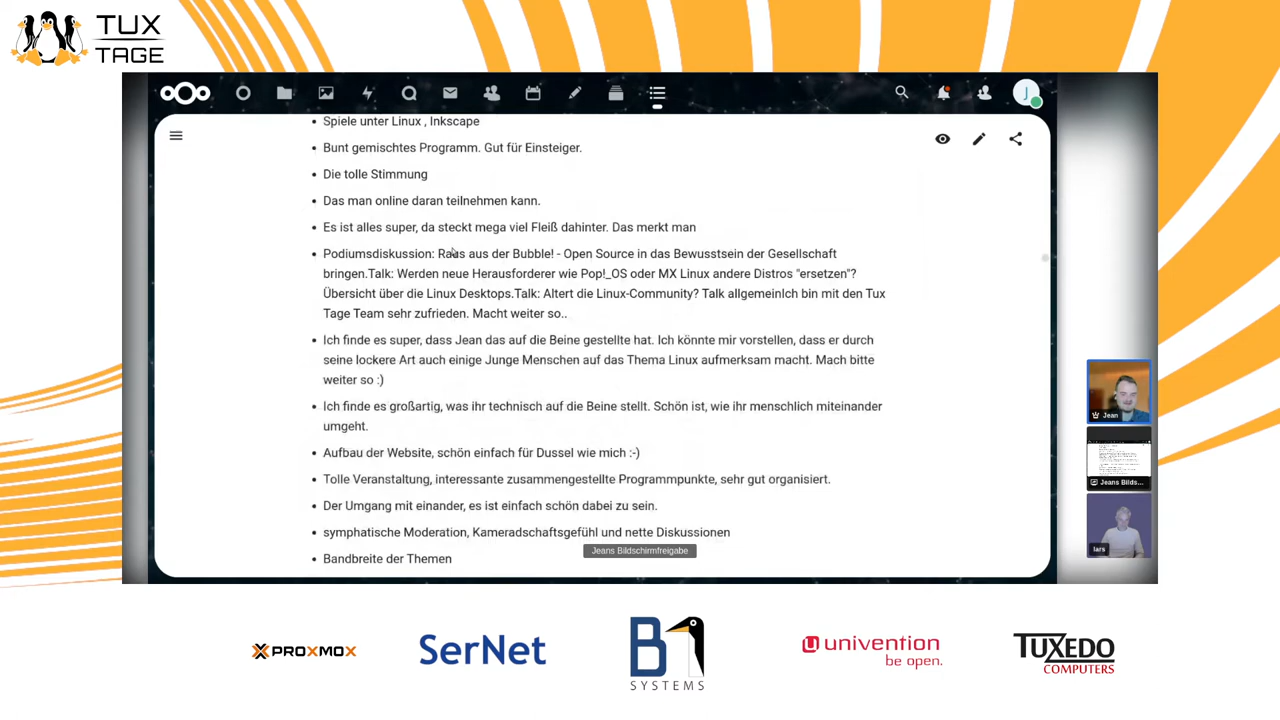 TUX
TAGE
J
Spiele unter Linux , Inkscape
Bunt gemischtes Programm. Gut für Einsteiger.
Die tolle Stimmung
Das man online daran teilnehmen kann.
Es ist alles super, da steckt mega viel Fleiß dahinter. Das merkt man
Podiumsdiskussion: Raus aus der Bubble! - Open Source in das Bewusstsein der Gesellschaft
bringen.Talk: Werden neue Herausforderer wie Pop!_OS oder MX Linux andere Distros "ersetzen"?
Übersicht über die Linux Desktops.Talk: Altert die Linux-Community? Talk allgemeinIch bin mit den Tux
Tage Team sehr zufrieden. Macht weiter so..
Ich finde es super, dass Jean das auf die Beine gestellte hat. Ich könnte mir vorstellen, dass er durch
seine lockere Art auch einige Junge Menschen auf das Thema Linux aufmerksam macht. Mach bitte
weiter so :)
Ich finde es großartig, was ihr technisch auf die Beine stellt. Schön ist, wie ihr menschlich miteinander
umgeht.
Aufbau der Website, schön einfach für Dussel wie mich :-)
Tolle Veranstaltung, interessante zusammengestellte Programmpunkte, sehr gut organisiert.
Der Umgang mit einander, es ist einfach schön dabei zu sein.
symphatische Moderation, Kameradschaftsgefühl und nette Diskussionen
Bandbreite der Themen
Jeans Bildschirmfreigabe
Jean
Jeans Bilds...
lars
PROXMOX
SerNet
B1
SYSTEMS
univention
be open.
TUXEDO
COMPUTERS